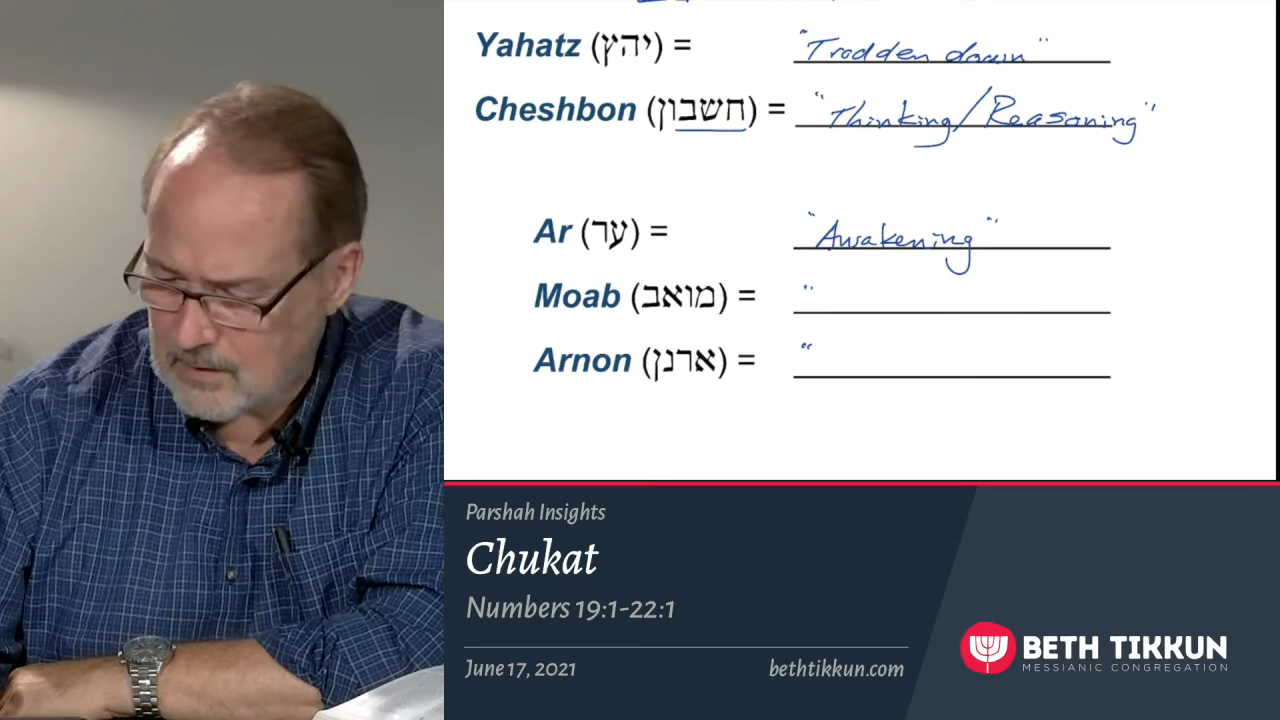 Yahatz (יהץ) = "Trodden down"
Cheshbon (חשבון) = "Thinking/Reasoning"
Ar (ער) = "Awakening"
Moab (מואב) = "
Arnon (ארנן) = "
Parshah Insights
Chukat
Numbers 19:1-22:1
June 17, 2021 bethtikkun.com
BETH TIKKUN
MESSIANIC CONGREGATION